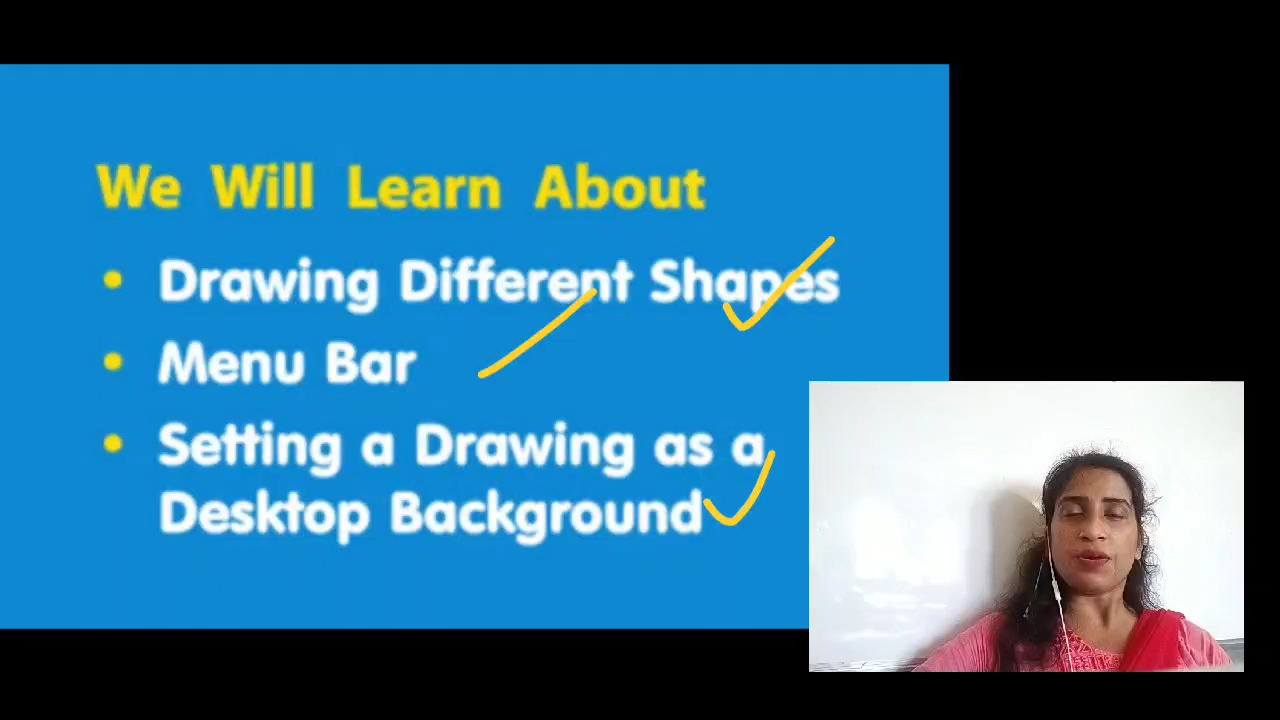 We Will Learn About
• Drawing Different Shapes
• Menu Bar
• Setting a Drawing as a
Desktop Background